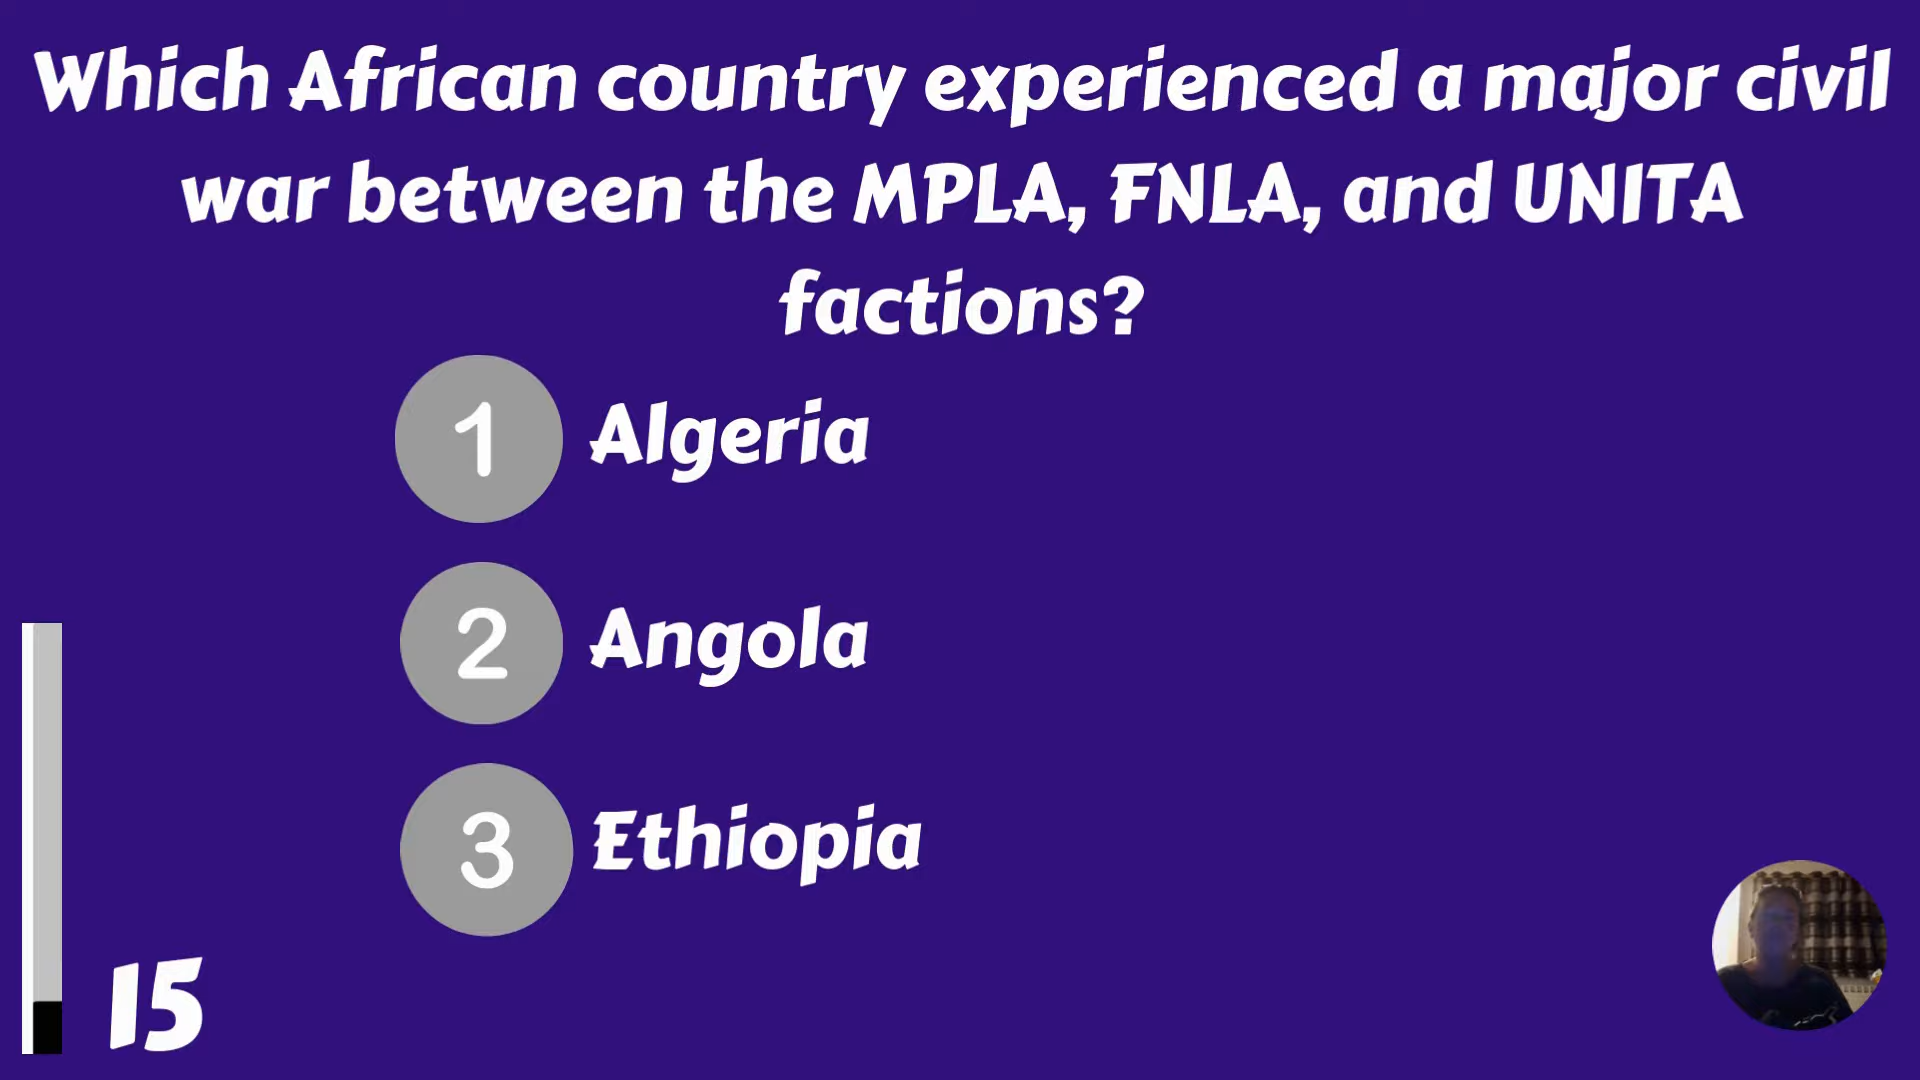 Which African country experienced a major civil
war between the MPLA, FNLA, and UNITA
factions?
1 Algeria
2 Angola
3 Ethiopia
15